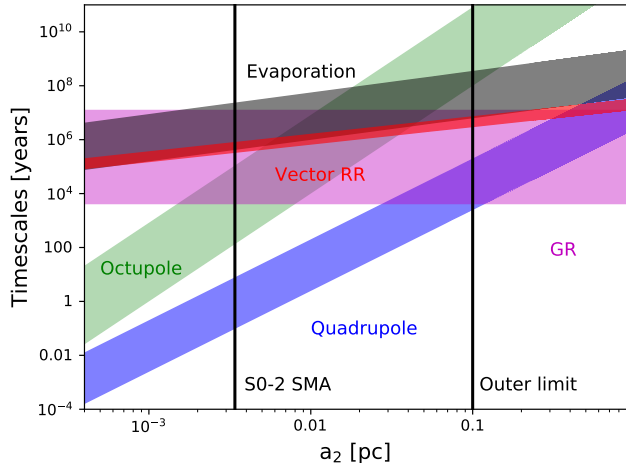 10^10
10^8
10^6
10^4
100
1
0.01
10^−4
Timescales [years]
Evaporation
Vector RR
Octupole
GR
Quadrupole
S0-2 SMA
Outer limit
10^−3
0.01
0.1
a₂ [pc]